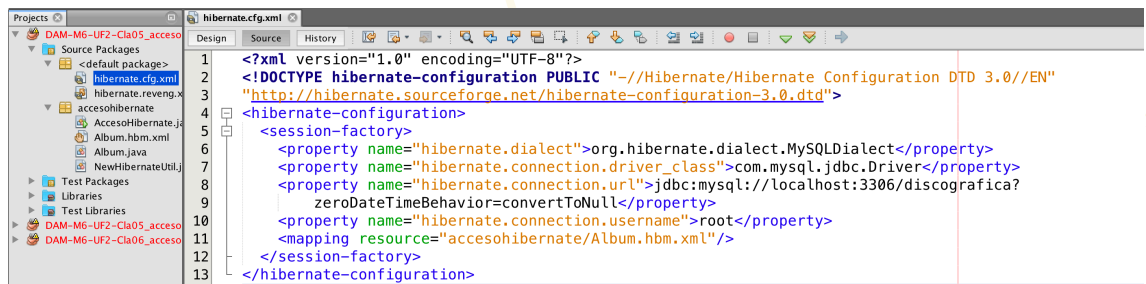 Projects
hibernate.cfg.xml
DAM-M6-UF2-Cla05_acceso
Source Packages
<default package>
hibernate.cfg.xml
hibernate.reveng.x
accesohibernate
AccesoHibernate.ja
Album.hbm.xml
Album.java
NewHibernateUtil.j
Test Packages
Libraries
Test Libraries
DAM-M6-UF2-Cla05_acceso
DAM-M6-UF2-Cla06_acceso
Design Source History
1 <?xml version="1.0" encoding="UTF-8"?>
2 <!DOCTYPE hibernate-configuration PUBLIC "-//Hibernate/Hibernate Configuration DTD 3.0//EN"
3 "http://hibernate.sourceforge.net/hibernate-configuration-3.0.dtd">
4 <hibernate-configuration>
5 <session-factory>
6 <property name="hibernate.dialect">org.hibernate.dialect.MySQLDialect</property>
7 <property name="hibernate.connection.driver_class">com.mysql.jdbc.Driver</property>
8 <property name="hibernate.connection.url">jdbc:mysql://localhost:3306/discografica?
9 zeroDateTimeBehavior=convertToNull</property>
10 <property name="hibernate.connection.username">root</property>
11 <mapping resource="accesohibernate/Album.hbm.xml"/>
12 </session-factory>
13 </hibernate-configuration>